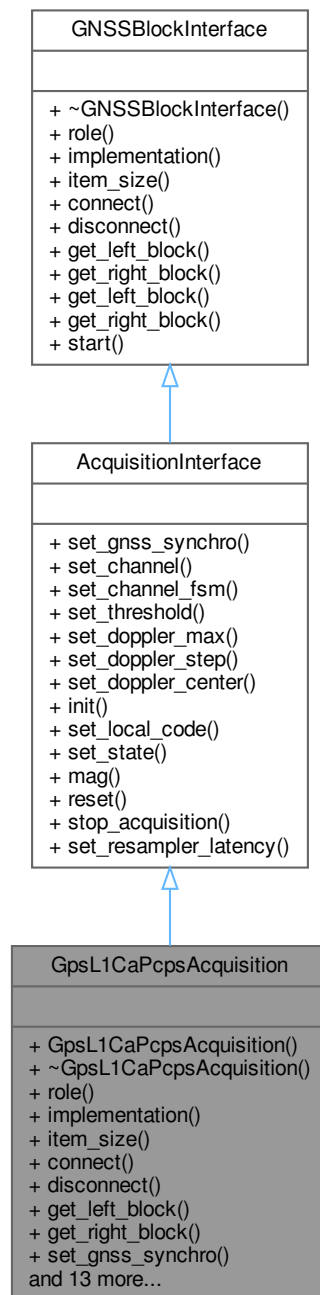 GNSSBlockInterface
+ ~GNSSBlockInterface()
+ role()
+ implementation()
+ item_size()
+ connect()
+ disconnect()
+ get_left_block()
+ get_right_block()
+ get_left_block()
+ get_right_block()
+ start()
AcquisitionInterface
+ set_gnss_synchro()
+ set_channel()
+ set_channel_fsm()
+ set_threshold()
+ set_doppler_max()
+ set_doppler_step()
+ set_doppler_center()
+ init()
+ set_local_code()
+ set_state()
+ mag()
+ reset()
+ stop_acquisition()
+ set_resampler_latency()
GpsL1CaPcpsAcquisition
+ GpsL1CaPcpsAcquisition()
+ ~GpsL1CaPcpsAcquisition()
+ role()
+ implementation()
+ item_size()
+ connect()
+ disconnect()
+ get_left_block()
+ get_right_block()
+ set_gnss_synchro()
and 13 more...